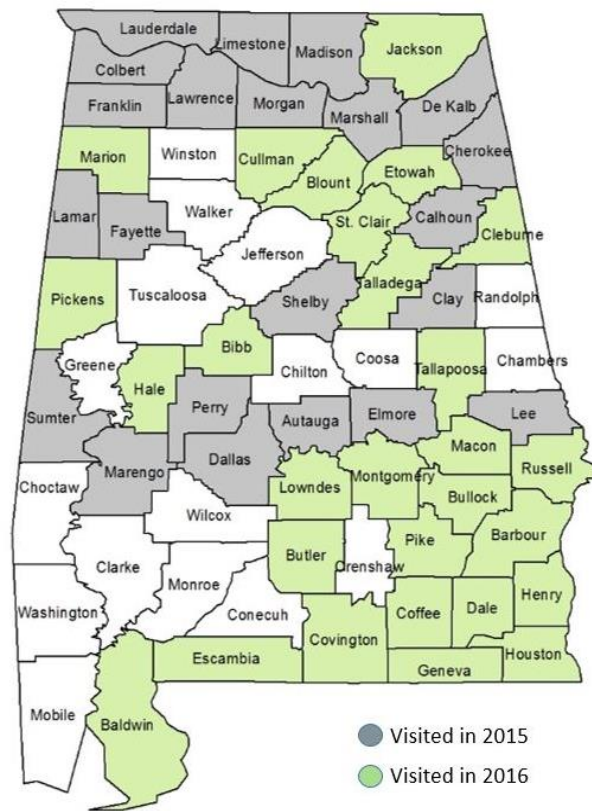 Lauderdale
Limestone
Madison
Jackson
Colbert
Franklin
Lawrence
Morgan
Marshall
De Kalb
Cherokee
Marion
Winston
Cullman
Blount
Etowah
Lamar
Fayette
Walker
Jefferson
St. Clair
Calhoun
Cleburne
Pickens
Tuscaloosa
Shelby
Talladega
Clay
Randolph
Greene
Hale
Bibb
Chilton
Coosa
Tallapoosa
Chambers
Sumter
Perry
Autauga
Elmore
Lee
Marengo
Dallas
Lowndes
Montgomery
Macon
Russell
Choctaw
Wilcox
Bullock
Clarke
Butler
Crenshaw
Pike
Barbour
Monroe
Conecuh
Washington
Covington
Coffee
Dale
Henry
Escambia
Geneva
Houston
Mobile
Baldwin
Visited in 2015
Visited in 2016